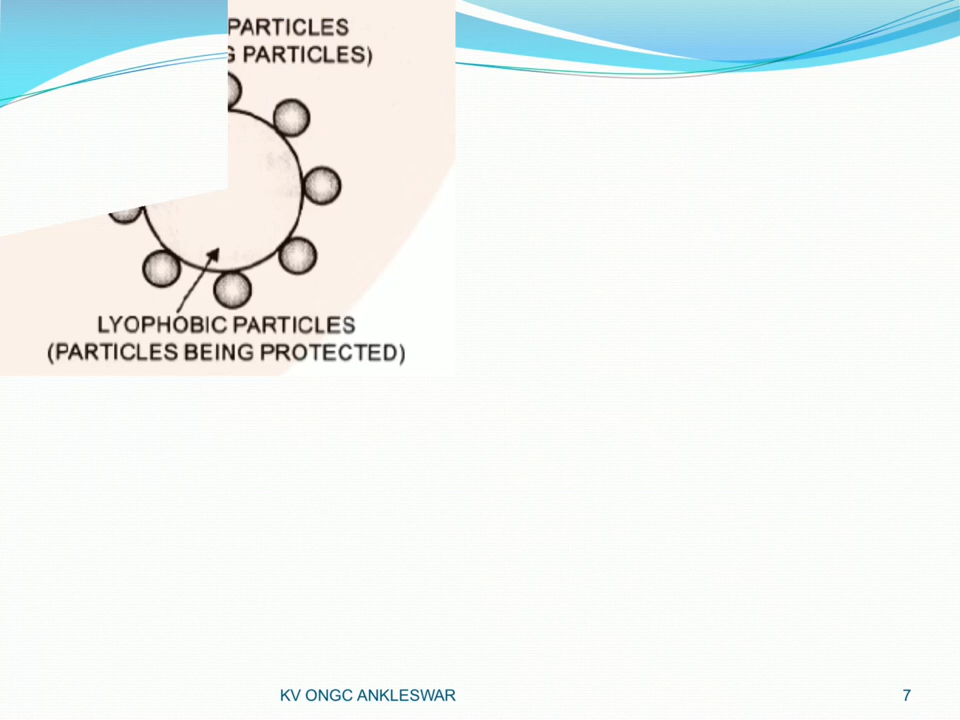 PARTICLES
PARTICLES)
LYOPHOBIC PARTICLES
(PARTICLES BEING PROTECTED)
KV ONGC ANKLESWAR
7